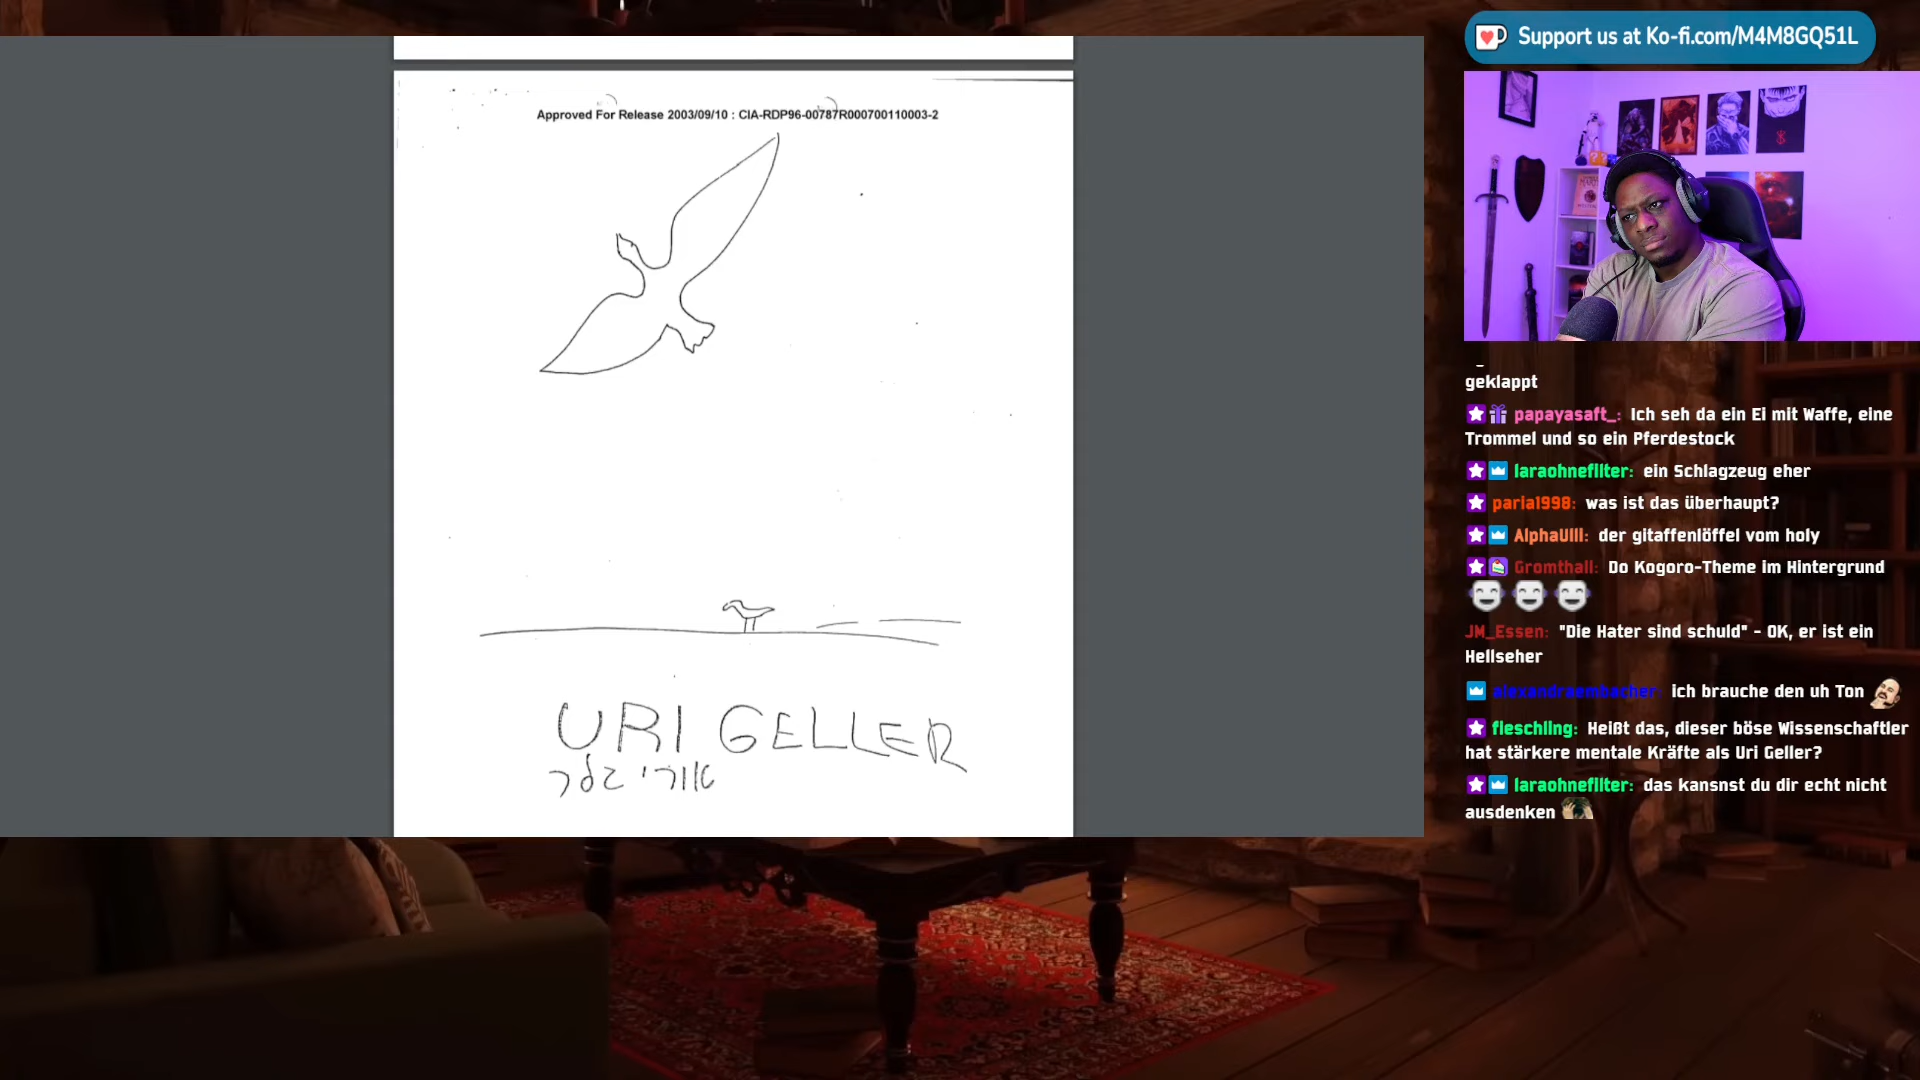 Support us at Ko-fi.com/M4M8GQ51L
Approved For Release 2003/09/10 : CIA-RDP96-00787R000700110003-2
URI GELLER
אורי גלר
geklappt
papayasaft_: Ich seh da ein Ei mit Waffe, eine
Trommel und so ein Pferdestock
laraohnefilter: ein Schlagzeug eher
paria1998: was ist das überhaupt?
AlphaUlli: der gitaffenlöffel vom holy
Gromthall: Do Kogoro-Theme im Hintergrund
JM_Essen: "Die Hater sind schuld" - OK, er ist ein
Hellseher
alexandraembacher: ich brauche den uh Ton
fleschling: Heißt das, dieser böse Wissenschaftler
hat stärkere mentale Kräfte als Uri Geller?
laraohnefilter: das kansnst du dir echt nicht
ausdenken